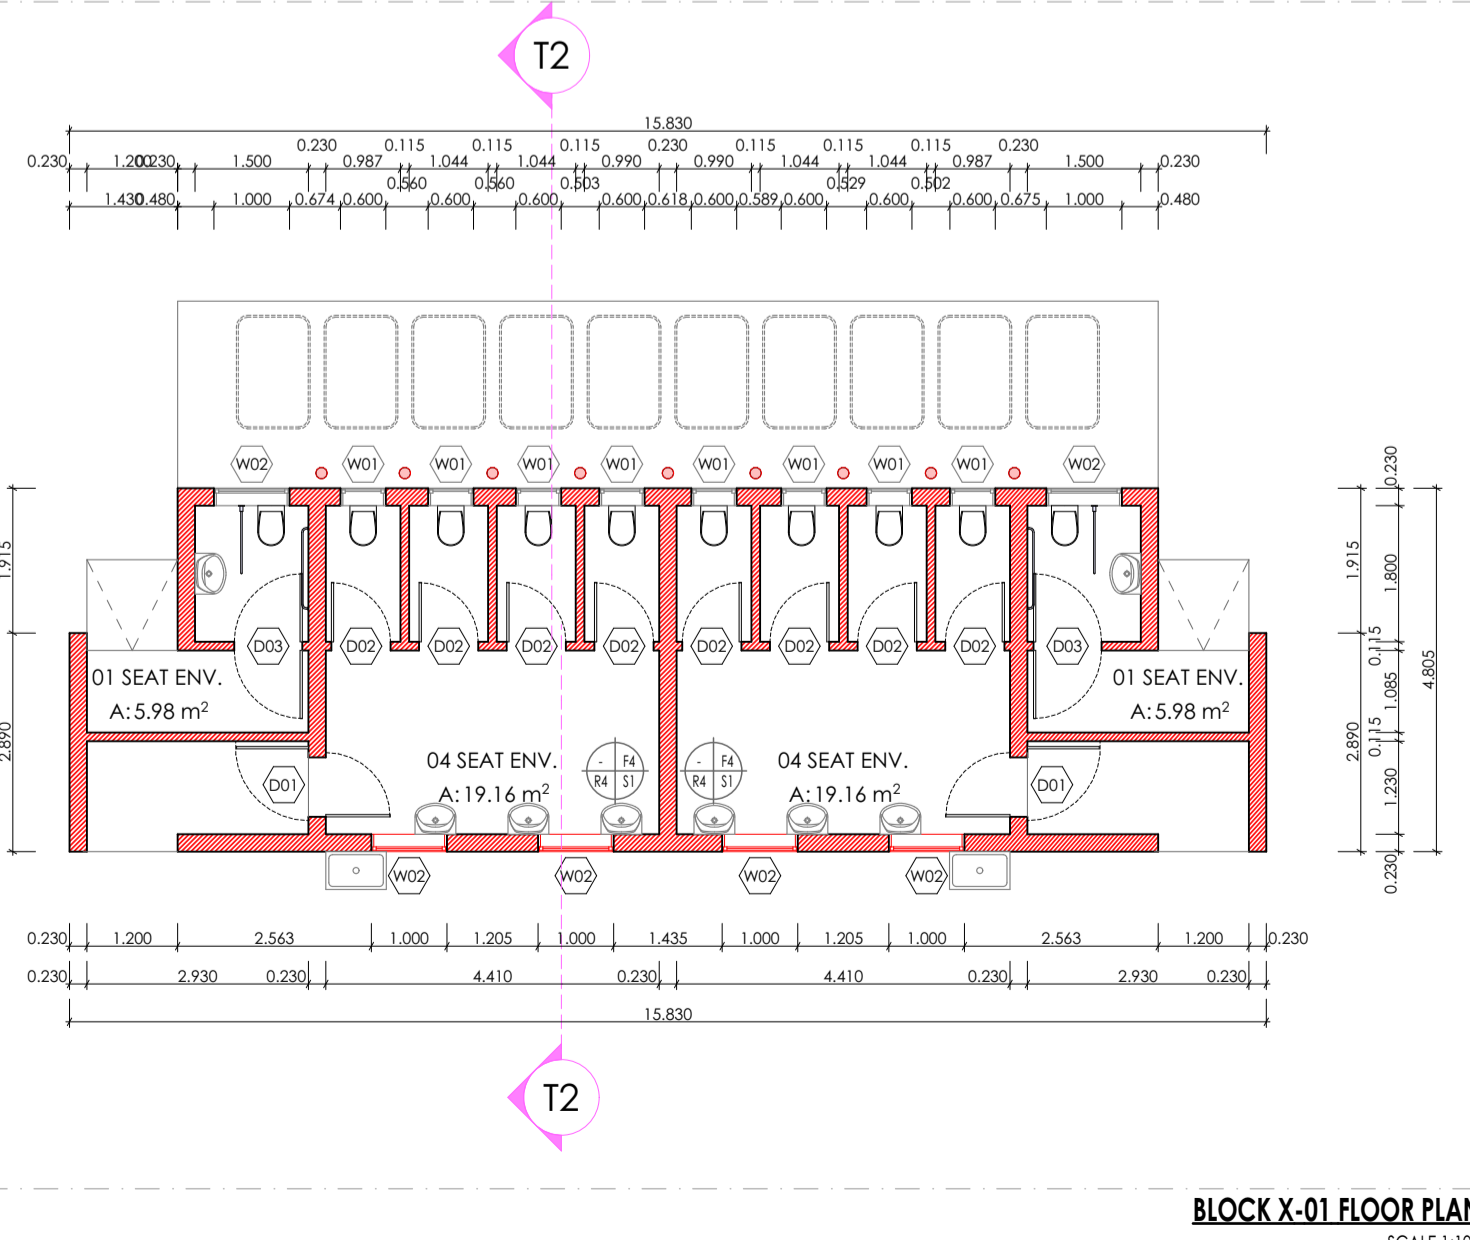 T2
15.830
0.230 0.115 0.115 0.115 0.230 0.115 0.115 0.115 0.230
0.230 1.200 0.230 1.500 0.987 1.044 1.044 0.990 0.990 1.044 1.044 0.987 1.500 0.230
0.560 0.560 0.503 0.529 0.502
1.430 0.480 1.000 0.674 0.600 0.600 0.600 0.600 0.618 0.600 0.589 0.600 0.600 0.600 0.675 1.000 0.480
W02 W01 W01 W01 W01 W01 W01 W01 W01 W02
0.230
1.915 1.915 1.800
D03 D02 D02 D02 D02 D02 D02 D02 D02 D03
0.115
4.805
01 SEAT ENV. 01 SEAT ENV.
A:5.98 m² A:5.98 m²
1.085
2.890 2.890 0.115
04 SEAT ENV. - F4 - F4 04 SEAT ENV.
R4 S1 R4 S1
D01 D01
A:19.16 m² A:19.16 m²
1.230
W02 W02 W02 W02
0.230
0.230 1.200 2.563 1.000 1.205 1.000 1.435 1.000 1.205 1.000 2.563 1.200 0.230
0.230 2.930 0.230 4.410 0.230 4.410 0.230 2.930 0.230
15.830
T2
BLOCK X-01 FLOOR PLAN